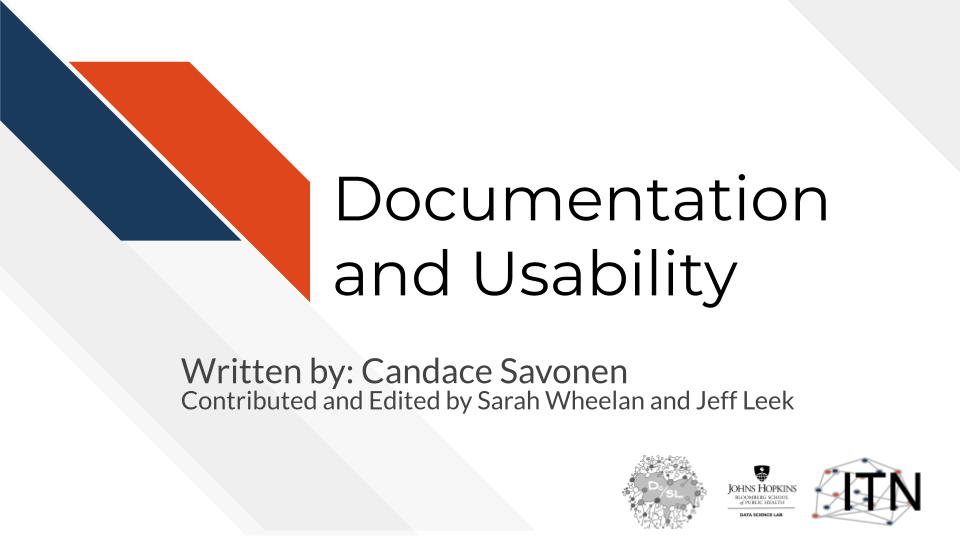 Documentation
and Usability
Written by: Candace Savonen
Contributed and Edited by Sarah Wheelan and Jeff Leek
JOHNS HOPKINS
BLOOMBERG SCHOOL
of PUBLIC HEALTH
DATA SCIENCE LAB
ITN